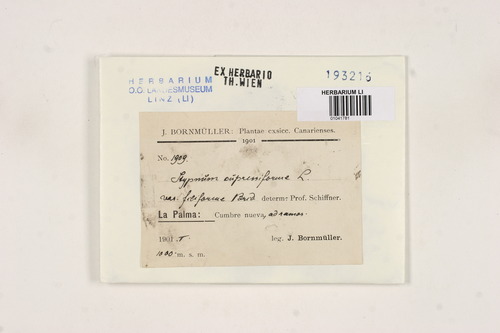 HERBARIUM
O.Ö. LANDESMUSEUM
LINZ (LI)
EX HERBARIO
TH. WIEN
193216
HERBARIUM LI
01041781
J. BORNMÜLLER: Plantae exsicc. Canarienses.
1901
No. 1909.
Hypnum cupressiforme L.
var. filiforme Brid determ: Prof. Schiffner.
La Palma: Cumbre nueva, ad ramos
1901. V leg. J. Bornmüller.
1000 m. s. m.